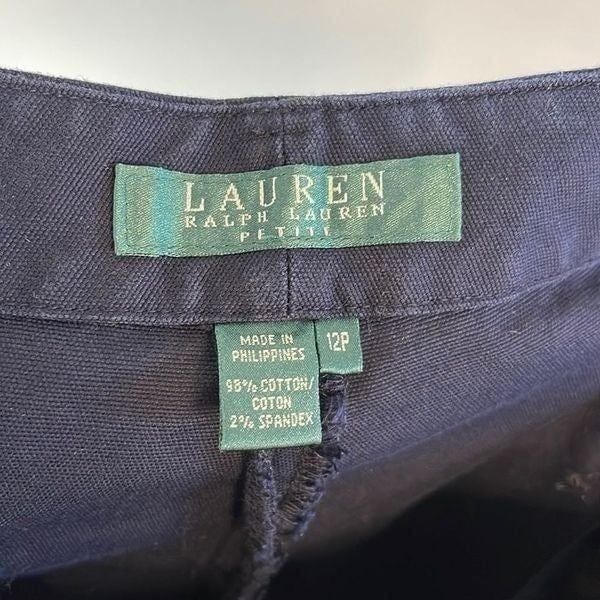 LAUREN
RALPH LAUREN
PETITE
MADE IN
PHILIPPINES
98% COTTON/
COTON
2% SPANDEX
12P